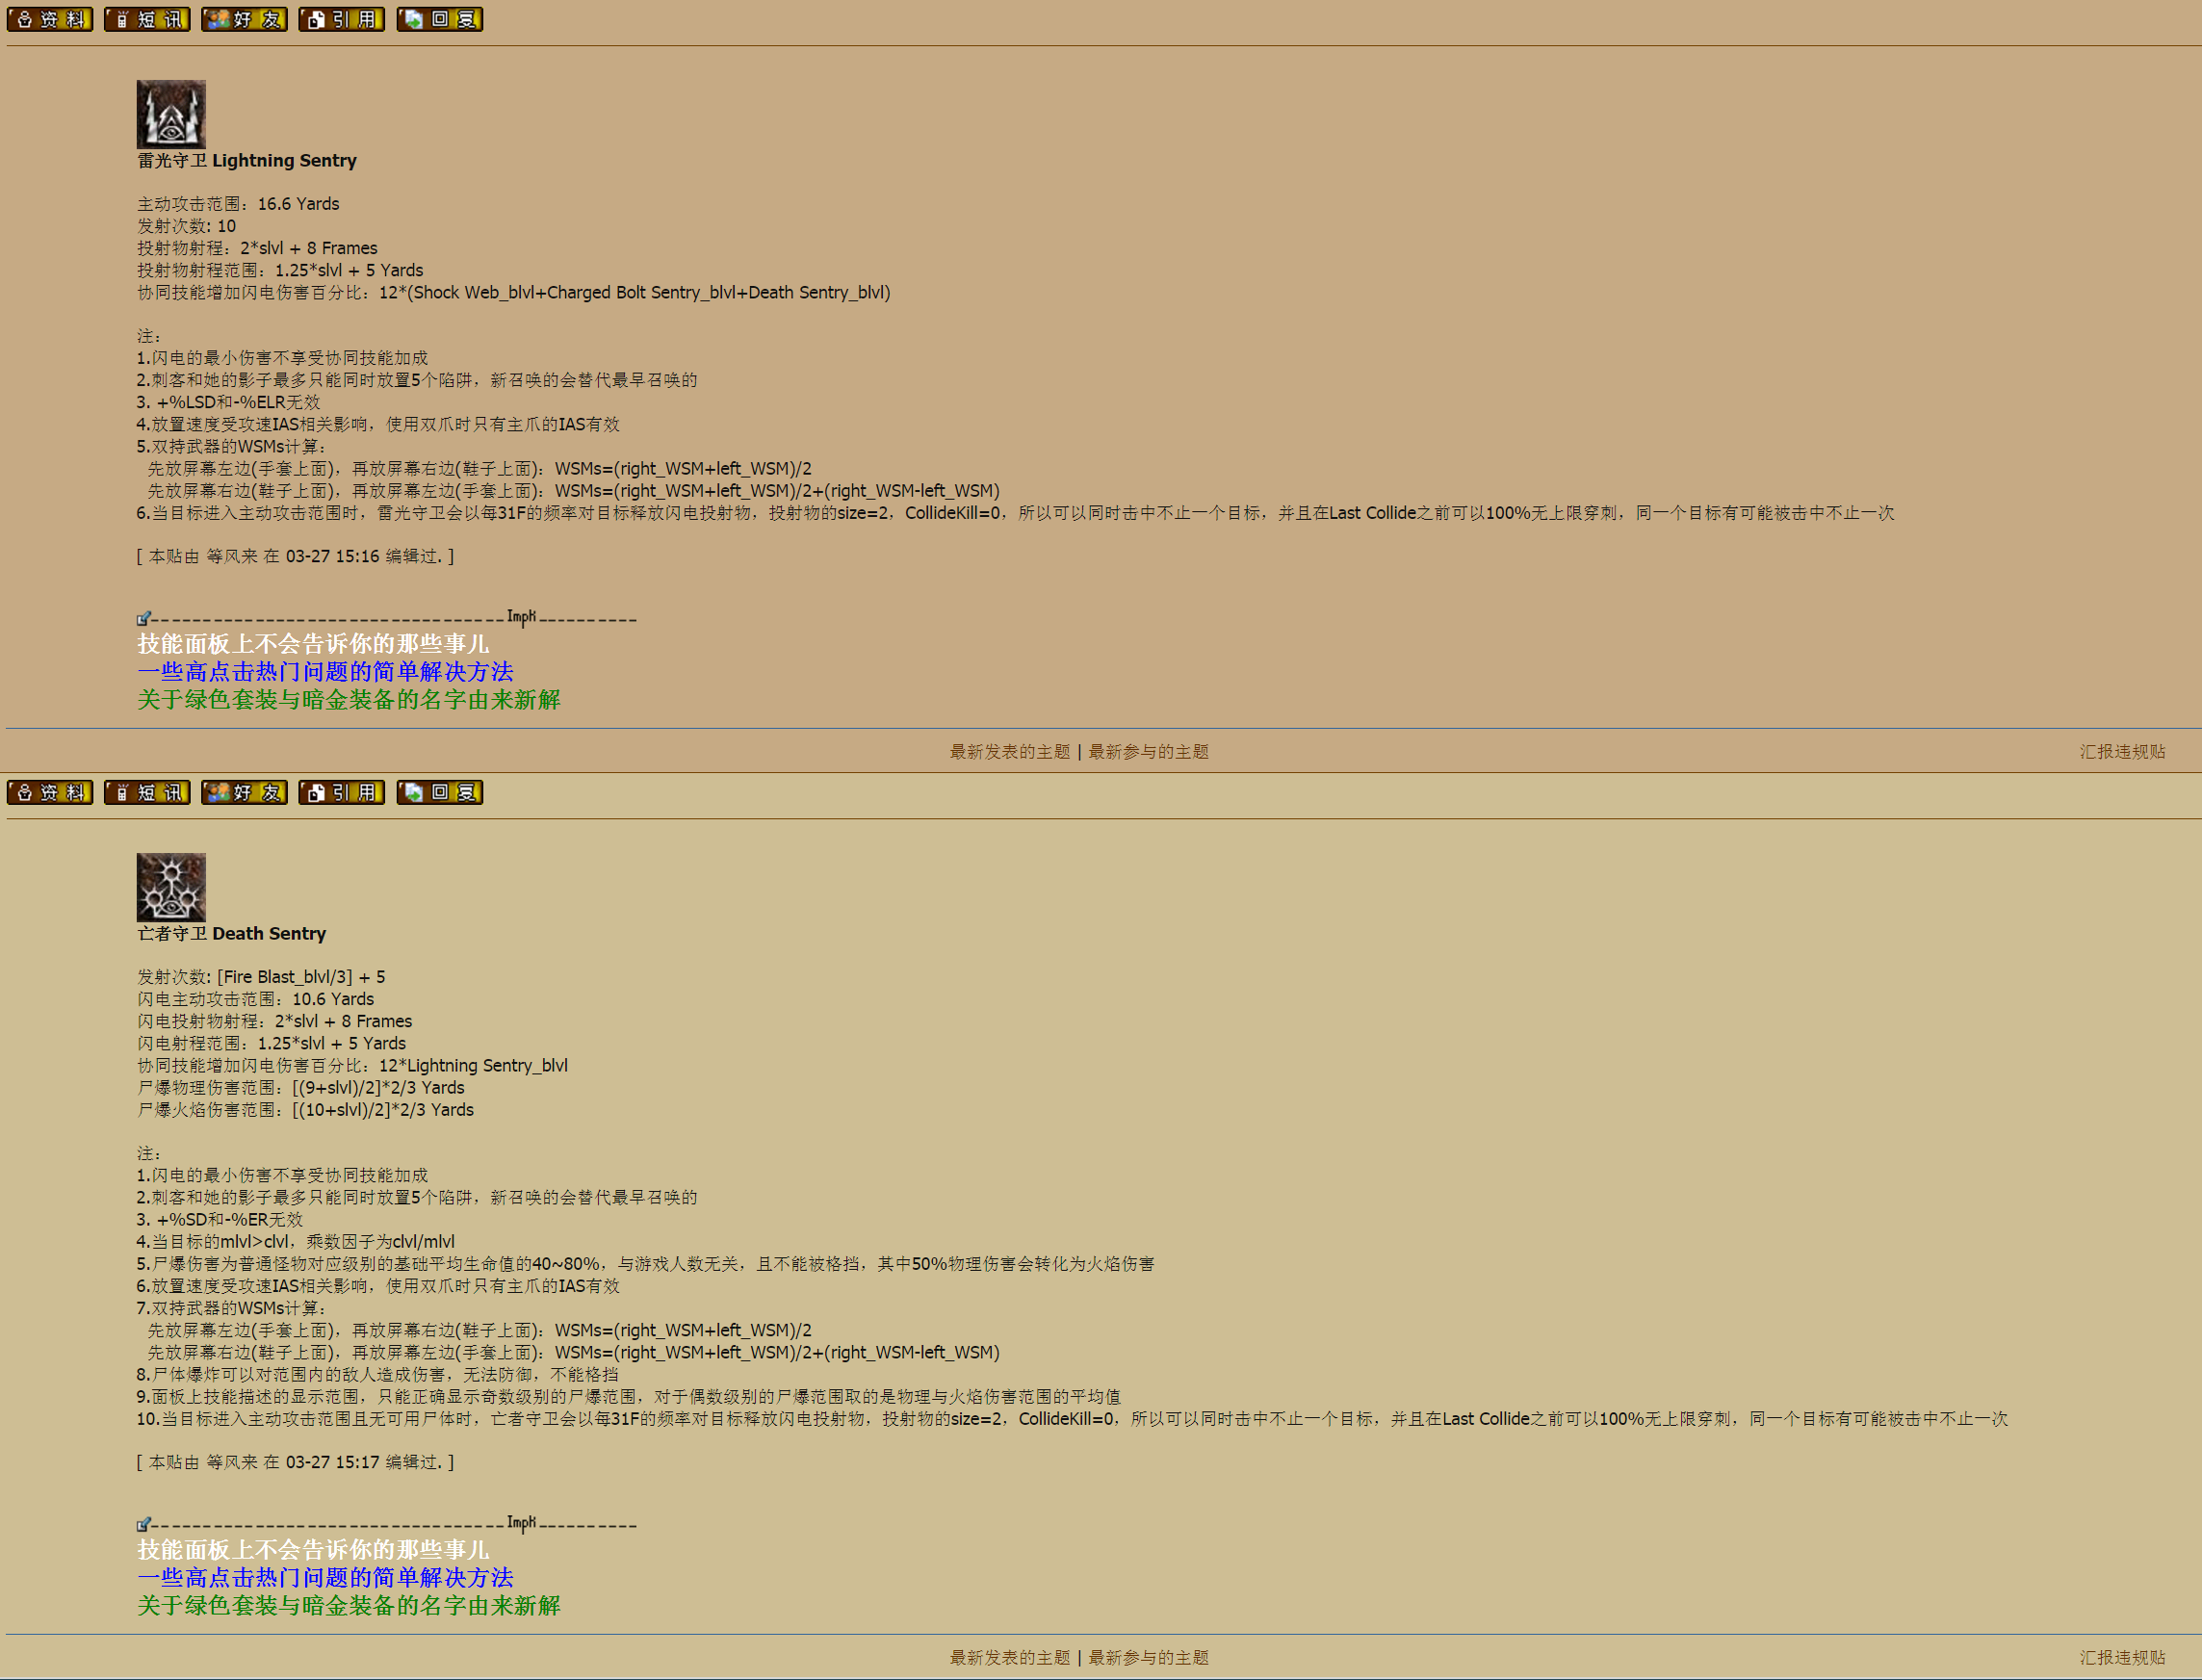 资料 短讯 好友 引用 回复
雷光守卫 Lightning Sentry
主动攻击范围：16.6 Yards
发射次数: 10
投射物射程：2*slvl + 8 Frames
投射物射程范围：1.25*slvl + 5 Yards
协同技能增加闪电伤害百分比：12*(Shock Web_blvl+Charged Bolt Sentry_blvl+Death Sentry_blvl)
注：
1.闪电的最小伤害不享受协同技能加成
2.刺客和她的影子最多只能同时放置5个陷阱，新召唤的会替代最早召唤的
3. +%LSD和-%ELR无效
4.放置速度受攻速IAS相关影响，使用双爪时只有主爪的IAS有效
5.双持武器的WSMs计算：
先放屏幕左边(手套上面)，再放屏幕右边(鞋子上面)：WSMs=(right_WSM+left_WSM)/2
先放屏幕右边(鞋子上面)，再放屏幕左边(手套上面)：WSMs=(right_WSM+left_WSM)/2+(right_WSM-left_WSM)
6.当目标进入主动攻击范围时，雷光守卫会以每31F的频率对目标释放闪电投射物，投射物的size=2，CollideKill=0，所以可以同时击中不止一个目标，并且在Last Collide之前可以100%无上限穿刺，同一个目标有可能被击中不止一次
[ 本贴由 等风来 在 03-27 15:16 编辑过. ]
----------------------------------Impk----------
技能面板上不会告诉你的那些事儿
一些高点击热门问题的简单解决方法
关于绿色套装与暗金装备的名字由来新解
最新发表的主题 | 最新参与的主题 汇报违规贴
资料 短讯 好友 引用 回复
亡者守卫 Death Sentry
发射次数: [Fire Blast_blvl/3] + 5
闪电主动攻击范围：10.6 Yards
闪电投射物射程：2*slvl + 8 Frames
闪电射程范围：1.25*slvl + 5 Yards
协同技能增加闪电伤害百分比：12*Lightning Sentry_blvl
尸爆物理伤害范围：[(9+slvl)/2]*2/3 Yards
尸爆火焰伤害范围：[(10+slvl)/2]*2/3 Yards
注：
1.闪电的最小伤害不享受协同技能加成
2.刺客和她的影子最多只能同时放置5个陷阱，新召唤的会替代最早召唤的
3. +%SD和-%ER无效
4.当目标的mlvl>clvl，乘数因子为clvl/mlvl
5.尸爆伤害为普通怪物对应级别的基础平均生命值的40~80%，与游戏人数无关，且不能被格挡，其中50%物理伤害会转化为火焰伤害
6.放置速度受攻速IAS相关影响，使用双爪时只有主爪的IAS有效
7.双持武器的WSMs计算：
先放屏幕左边(手套上面)，再放屏幕右边(鞋子上面)：WSMs=(right_WSM+left_WSM)/2
先放屏幕右边(鞋子上面)，再放屏幕左边(手套上面)：WSMs=(right_WSM+left_WSM)/2+(right_WSM-left_WSM)
8.尸体爆炸可以对范围内的敌人造成伤害，无法防御，不能格挡
9.面板上技能描述的显示范围，只能正确显示奇数级别的尸爆范围，对于偶数级别的尸爆范围取的是物理与火焰伤害范围的平均值
10.当目标进入主动攻击范围且无可用尸体时，亡者守卫会以每31F的频率对目标释放闪电投射物，投射物的size=2，CollideKill=0，所以可以同时击中不止一个目标，并且在Last Collide之前可以100%无上限穿刺，同一个目标有可能被击中不止一次
[ 本贴由 等风来 在 03-27 15:17 编辑过. ]
----------------------------------Impk----------
技能面板上不会告诉你的那些事儿
一些高点击热门问题的简单解决方法
关于绿色套装与暗金装备的名字由来新解
最新发表的主题 | 最新参与的主题 汇报违规贴